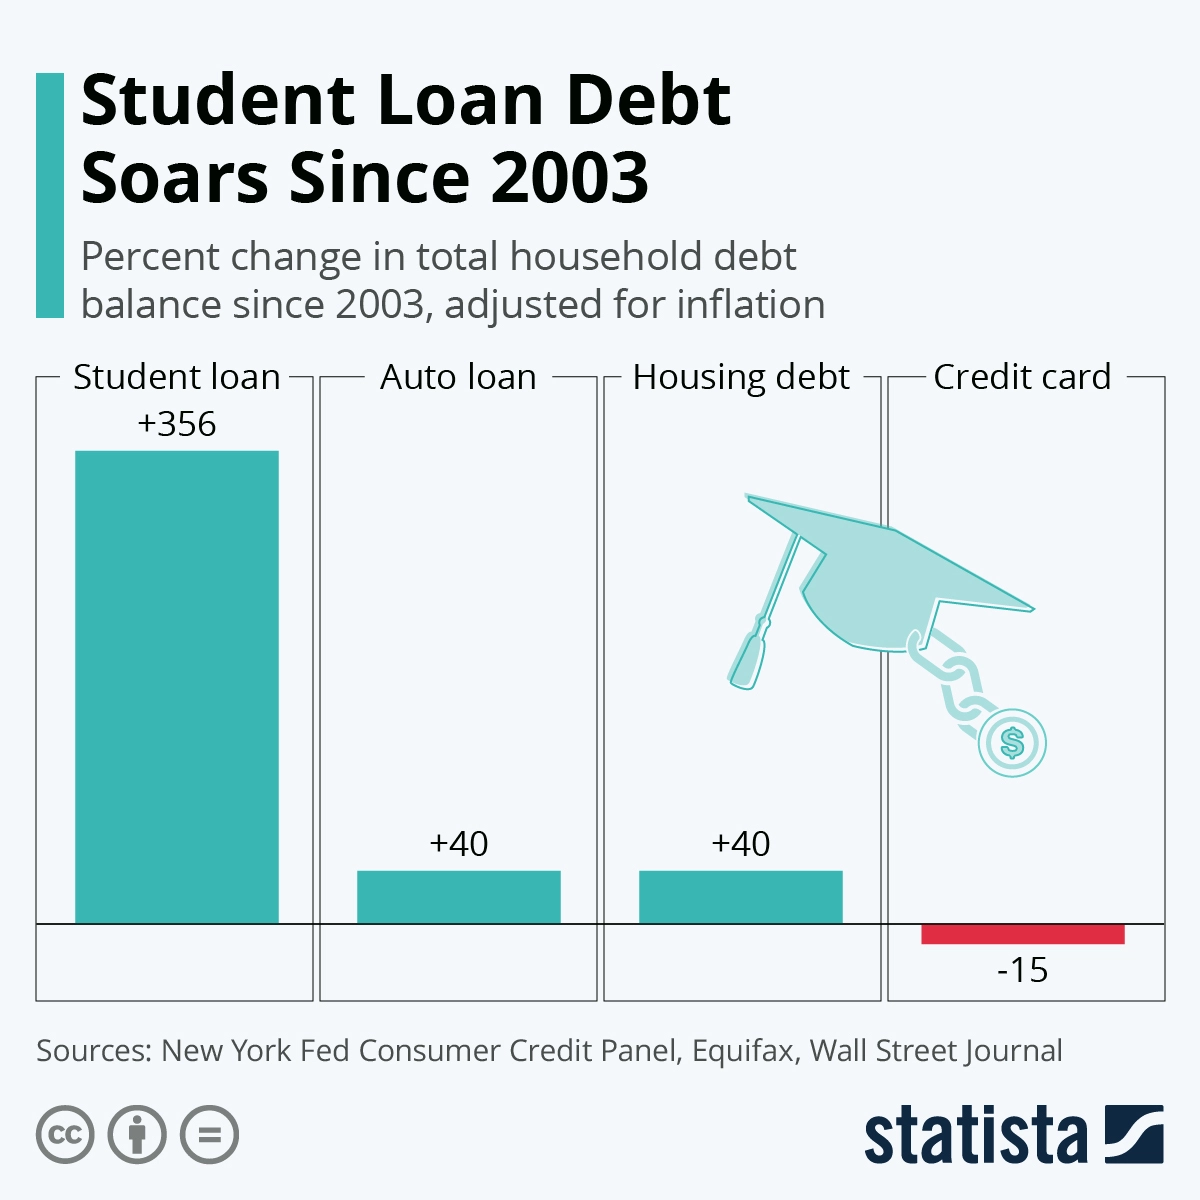 Student Loan Debt
Soars Since 2003
Percent change in total household debt
balance since 2003, adjusted for inflation
Student loan
Auto loan
Housing debt
Credit card
+356
$
+40
+40
-15
Sources: New York Fed Consumer Credit Panel, Equifax, Wall Street Journal
cc
=
statista